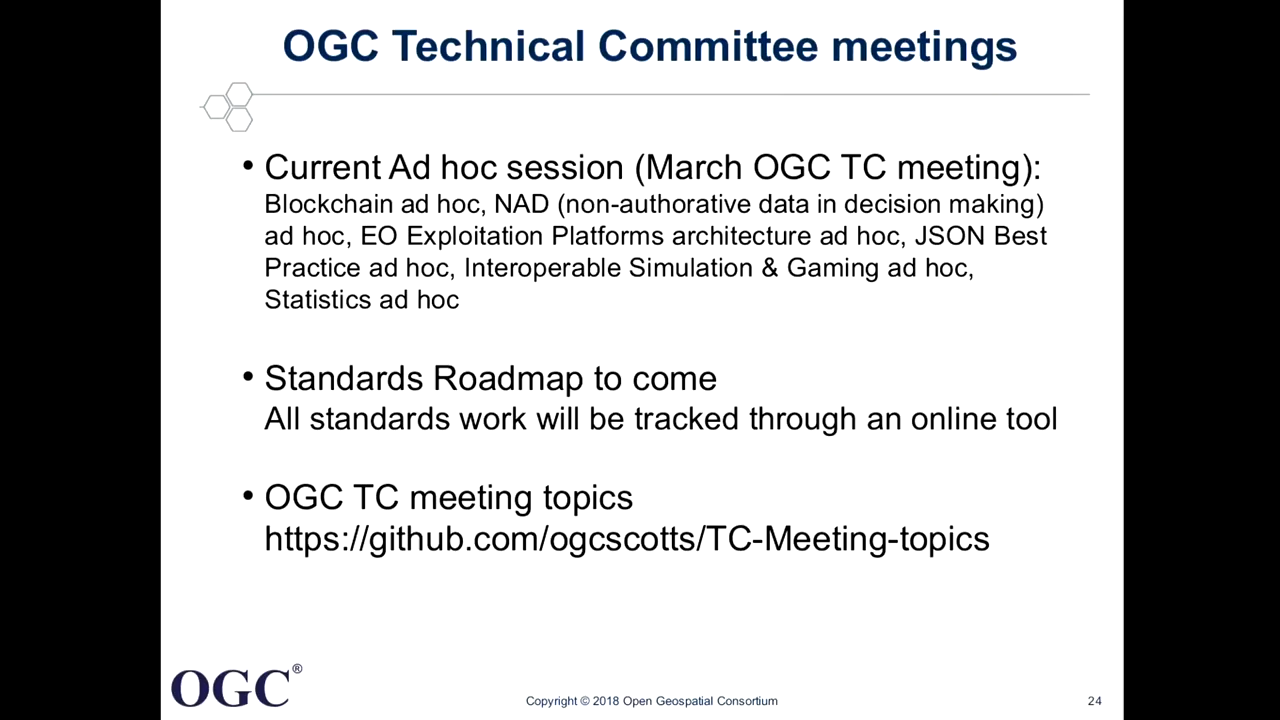 OGC Technical Committee meetings
• Current Ad hoc session (March OGC TC meeting):
Blockchain ad hoc, NAD (non-authorative data in decision making)
ad hoc, EO Exploitation Platforms architecture ad hoc, JSON Best
Practice ad hoc, Interoperable Simulation & Gaming ad hoc,
Statistics ad hoc
• Standards Roadmap to come
All standards work will be tracked through an online tool
• OGC TC meeting topics
https://github.com/ogcscotts/TC-Meeting-topics
OGC®
Copyright © 2018 Open Geospatial Consortium
24